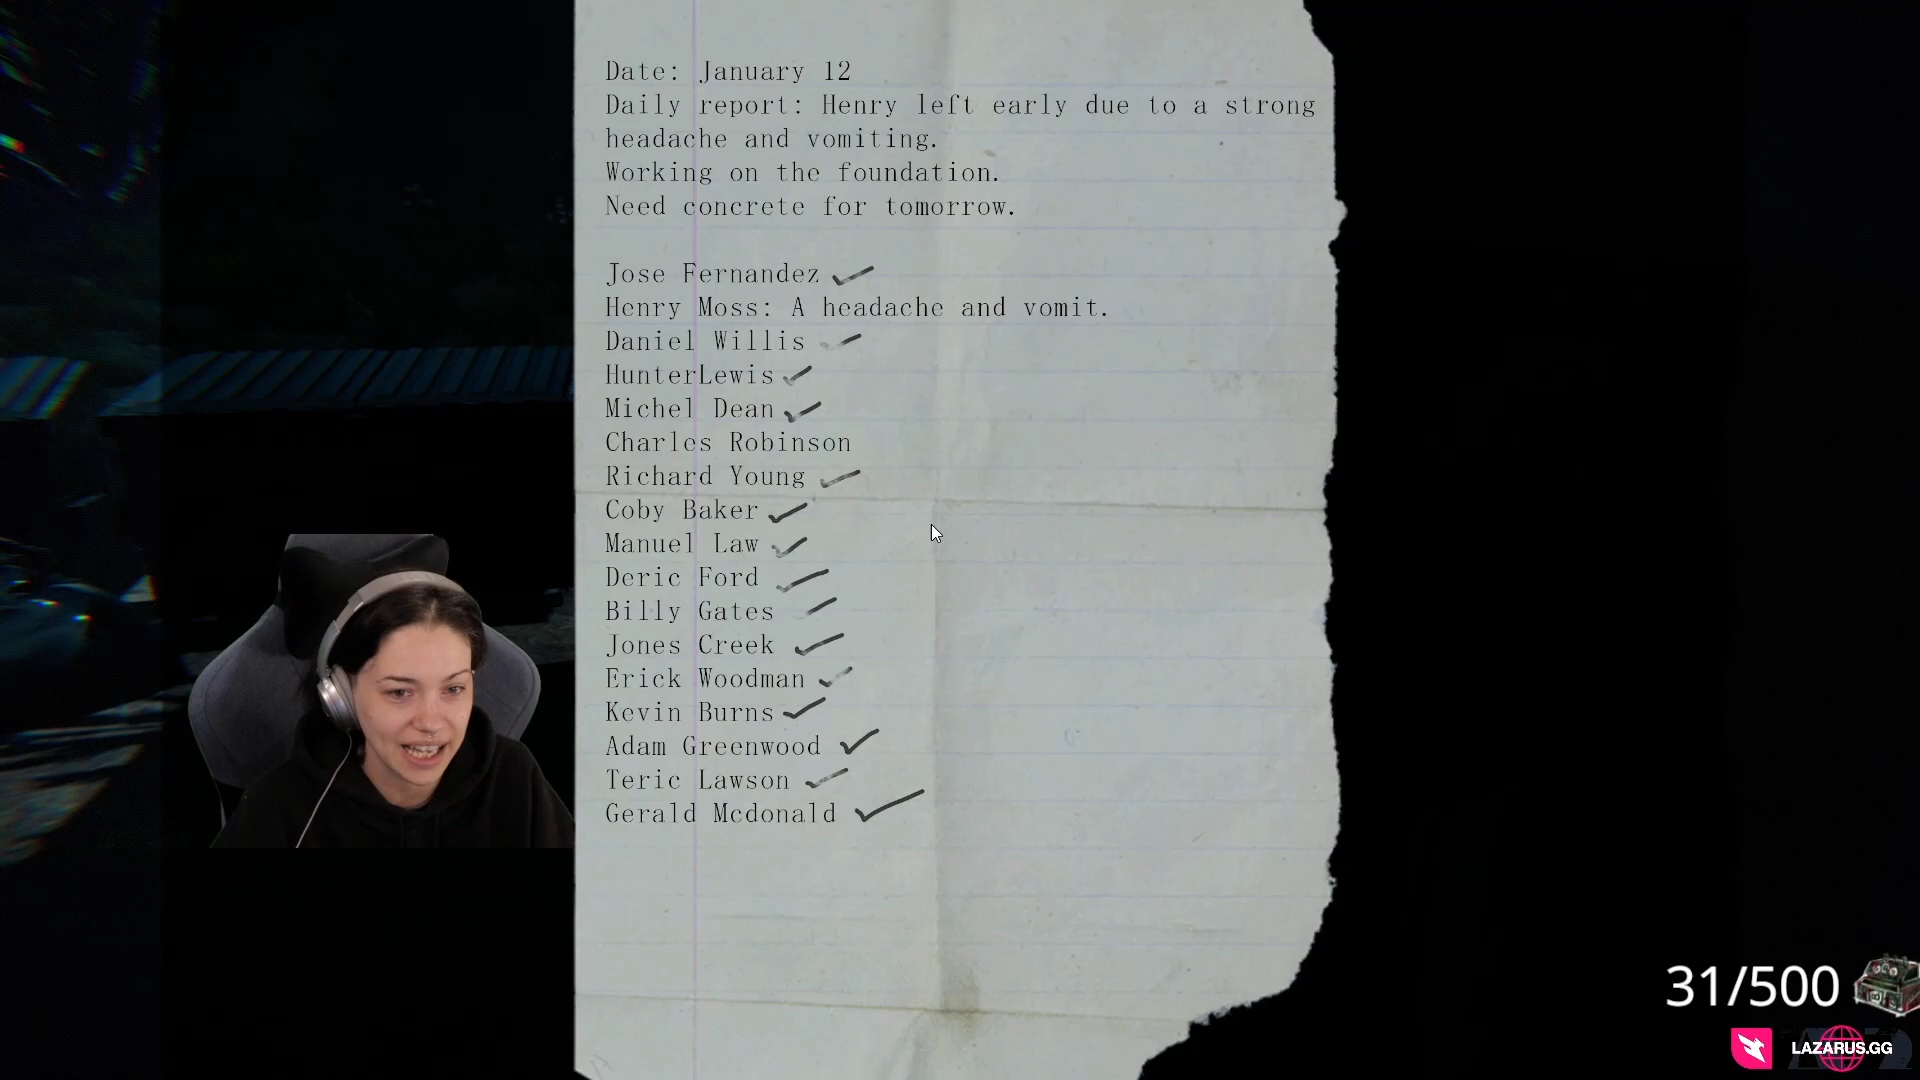 Date: January 12
Daily report: Henry left early due to a strong
headache and vomiting.
Working on the foundation.
Need concrete for tomorrow.
Jose Fernandez
Henry Moss: A headache and vomit.
Daniel Willis
HunterLewis
Michel Dean
Charles Robinson
Richard Young
Coby Baker
Manuel Law
Deric Ford
Billy Gates
Jones Creek
Erick Woodman
Kevin Burns
Adam Greenwood
Teric Lawson
Gerald Mcdonald
31/500
LAZARUS.GG